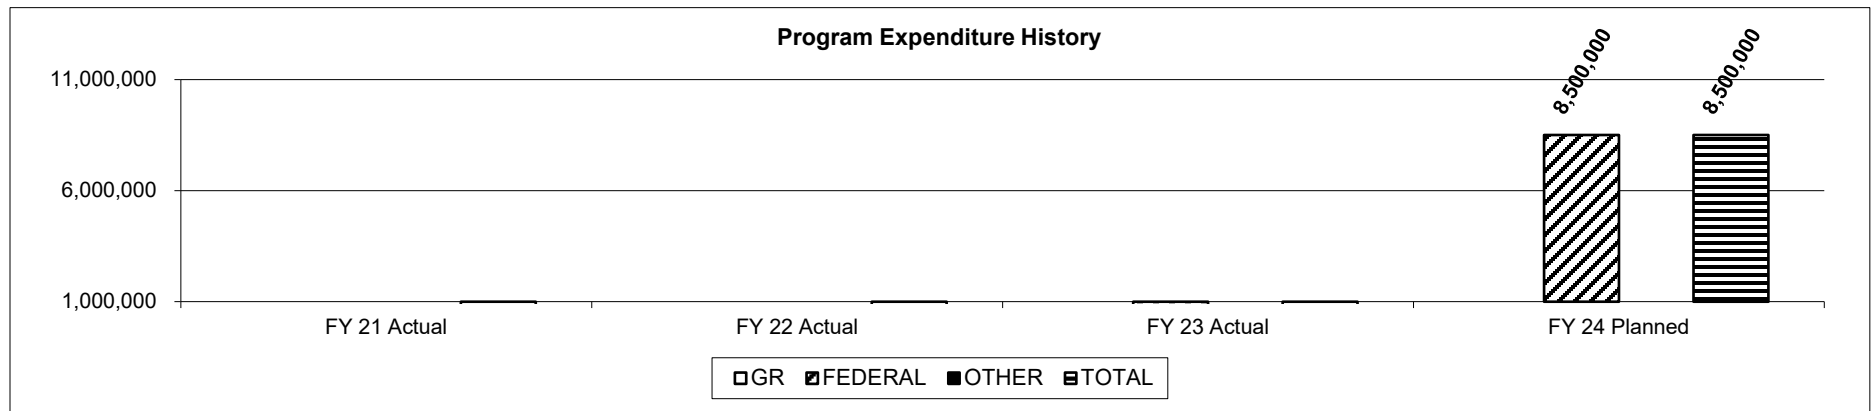 Program Expenditure History
8,500,000
8,500,000
11,000,000
6,000,000
1,000,000
FY 21 Actual
FY 22 Actual
FY 23 Actual
FY 24 Planned
GR FEDERAL OTHER TOTAL